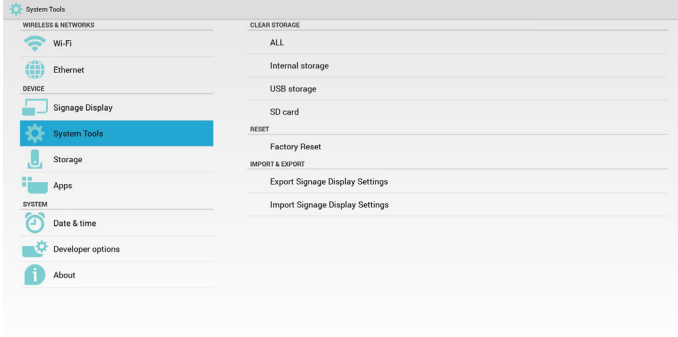 System Tools
WIRELESS & NETWORKS
Wi-Fi
Ethernet
DEVICE
Signage Display
System Tools
Storage
Apps
SYSTEM
Date & time
Developer options
About
CLEAR STORAGE
ALL
Internal storage
USB storage
SD card
RESET
Factory Reset
IMPORT & EXPORT
Export Signage Display Settings
Import Signage Display Settings